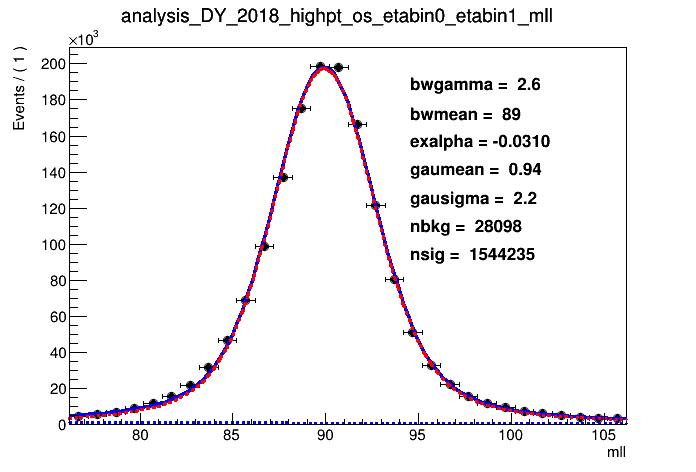 analysis_DY_2018_highpt_os_etabin0_etabin1_mll
×10³
Events / ( 1 )
200
180
160
140
120
100
80
60
40
20
0
bwgamma = 2.6
bwmean = 89
exalpha = -0.0310
gaumean = 0.94
gausigma = 2.2
nbkg = 28098
nsig = 1544235
80 85 90 95 100 105
mll